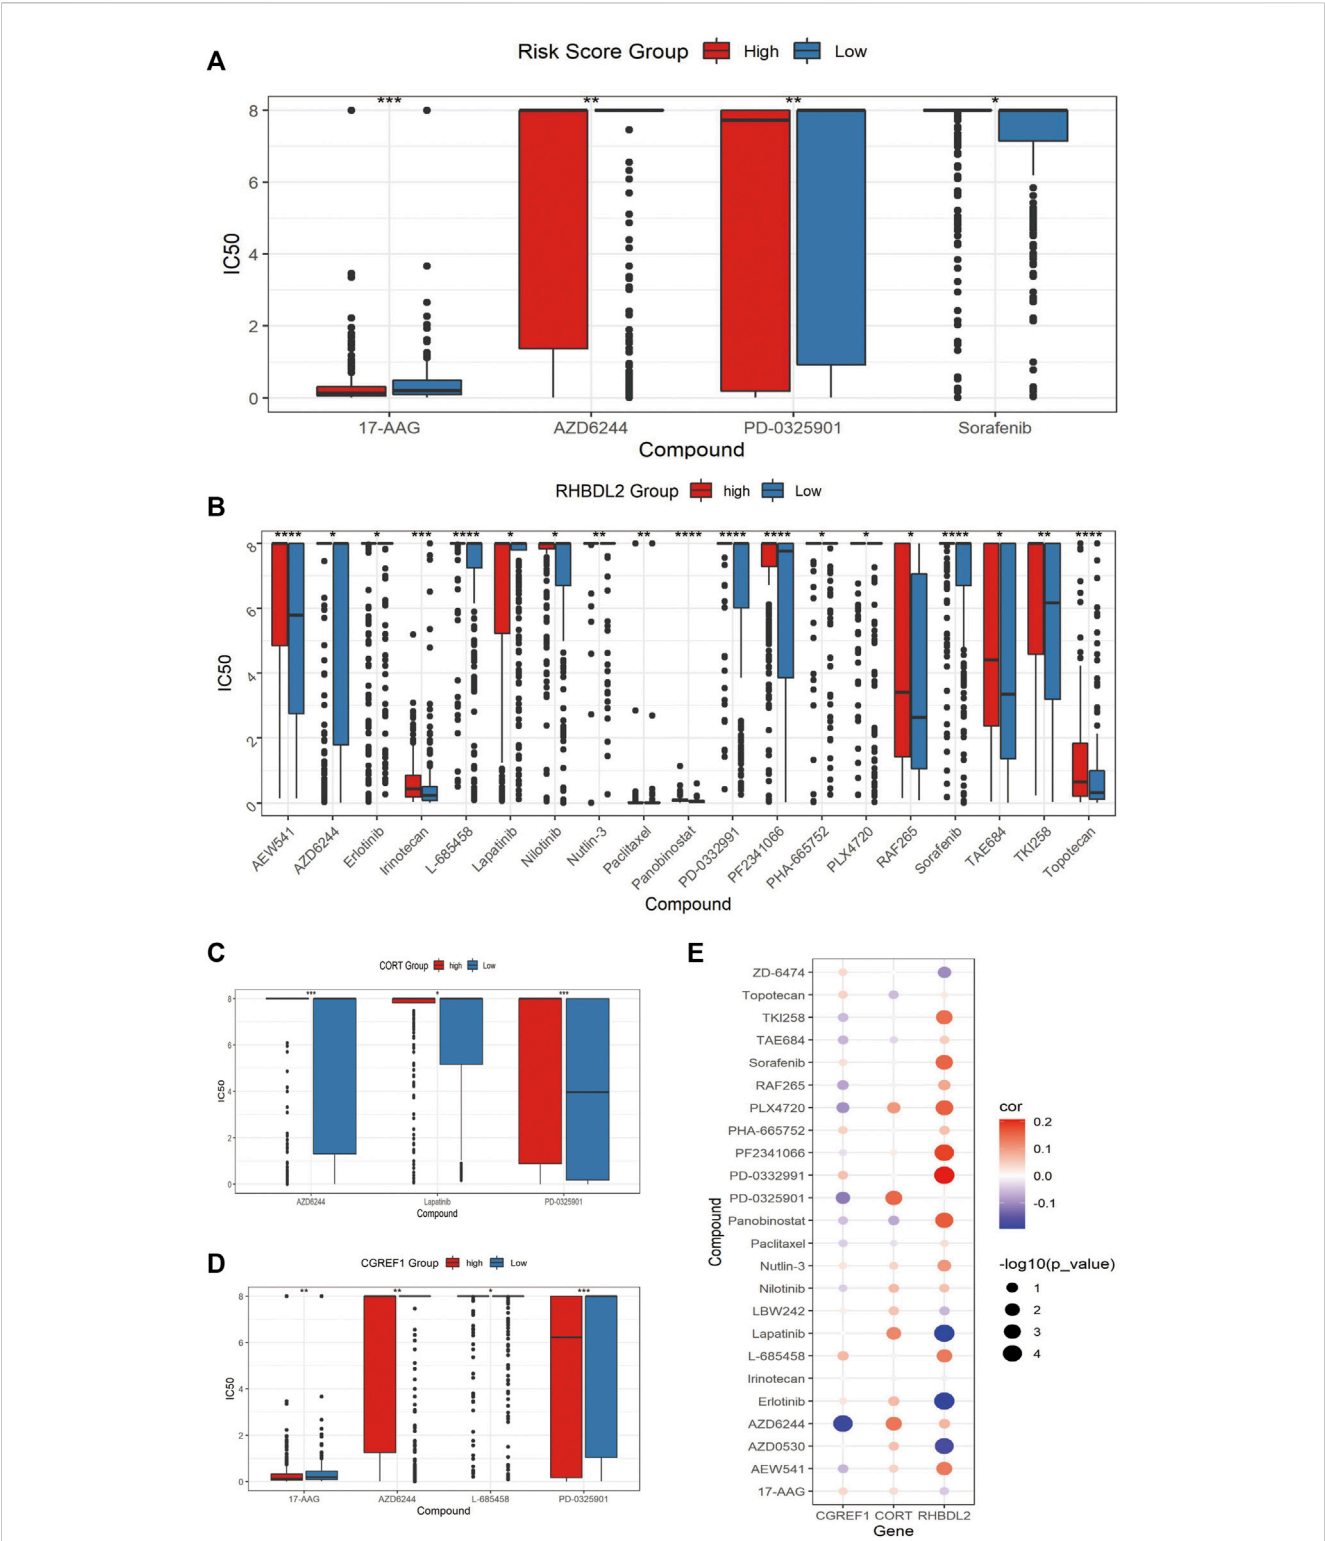 A
Risk Score Group High Low
*** ** ** *
8
6
4
2
0
IC50
17-AAG AZD6244 PD-0325901 Sorafenib
Compound
B
RHBDL2 Group high Low
**** * * *** **** * * ** ** **** **** **** * * * **** * ** ****
8
6
4
2
0
IC50
AEW541 AZD6244 Erlotinib Irinotecan L-685458 Lapatinib Nilotinib Nutlin-3 Paclitaxel Panobinostat PD-0332991 PF2341066 PHA-665752 PLX4720 RAF265 Sorafenib TAE684 TKI258 Topotecan
Compound
C
CORT Group high Low
*** * ***
8
6
4
2
0
IC50
AZD6244 Lapatinib PD-0325901
Compound
D
CGREF1 Group high Low
** ** * ***
8
6
4
2
0
IC50
17-AAG AZD6244 L-685458 PD-0325901
Compound
E
ZD-6474
Topotecan
TKI258
TAE684
Sorafenib
RAF265
PLX4720
PHA-665752
PF2341066
PD-0332991
PD-0325901
Panobinostat
Paclitaxel
Nutlin-3
Nilotinib
LBW242
Lapatinib
L-685458
Irinotecan
Erlotinib
AZD6244
AZD0530
AEW541
17-AAG
Compound
CGREF1 CORT RHBDL2
Gene
cor
0.2
0.1
0.0
-0.1
-log10(p_value)
1
2
3
4